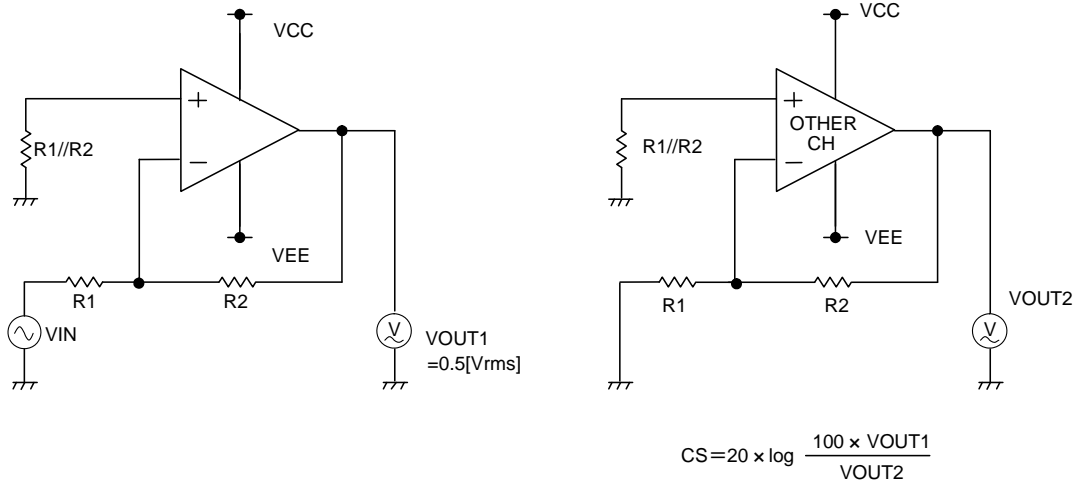 VCC
+
R1//R2
−
VEE
R1
R2
VIN
V
VOUT1
=0.5[Vrms]
VCC
+
OTHER
CH
R1//R2
−
VEE
R1
R2
VOUT2
V
CS=20×log 100×VOUT1
VOUT2